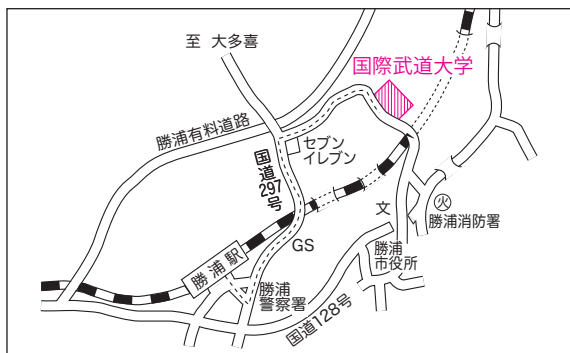 至 大多喜
国際武道大学
勝浦有料道路
セブン
イレブン
国道
297
号
文
火
勝浦消防署
GS
勝浦
市役所
勝浦駅
勝浦
警察署
国道128号